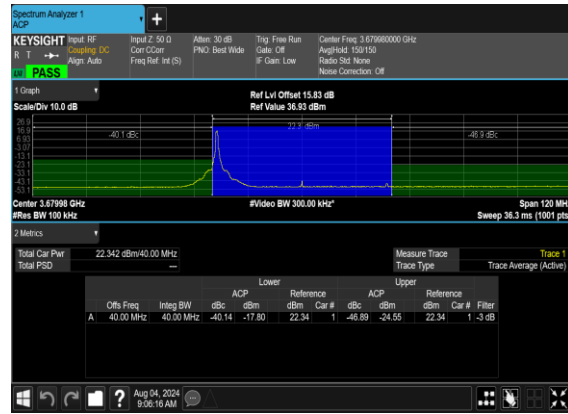 Spectrum Analyzer 1
ACP
KEYSIGHT Input: RF Input Z: 50 Ω Atten: 30 dB Trig: Free Run Center Freq: 3.679980000 GHz
R T Coupling: DC Corr CCorr PNO: Best Wide Gate: Off Avg|Hold: 150/150
Align: Auto Freq Ref: Int (S) IF Gain: Low Radio Std: None
PASS Noise Correction: Off
1 Graph Ref Lvl Offset 15.83 dB
Scale/Div 10.0 dB Ref Value 36.93 dBm
26.9
16.9
6.93
-3.07
-13.1
-23.1
-33.1
-43.1
-53.1
-40.1 dBc 22.3 dBm -46.9 dBc
Center 3.67998 GHz #Video BW 300.00 kHz* Span 120 MH
#Res BW 100 kHz Sweep 36.3 ms (1001 pts
2 Metrics
Total Car Pwr 22.342 dBm/40.00 MHz Measure Trace Trace 1
Total PSD --- Trace Type Trace Average (Active)
Lower Upper
ACP Reference ACP Reference
Offs Freq Integ BW dBc dBm dBm Car # dBc dBm dBm Car # Filter
A 40.00 MHz 40.00 MHz -40.14 -17.80 22.34 1 -46.89 -24.55 22.34 1 -3 dB
Aug 04, 2024
9:06:16 AM